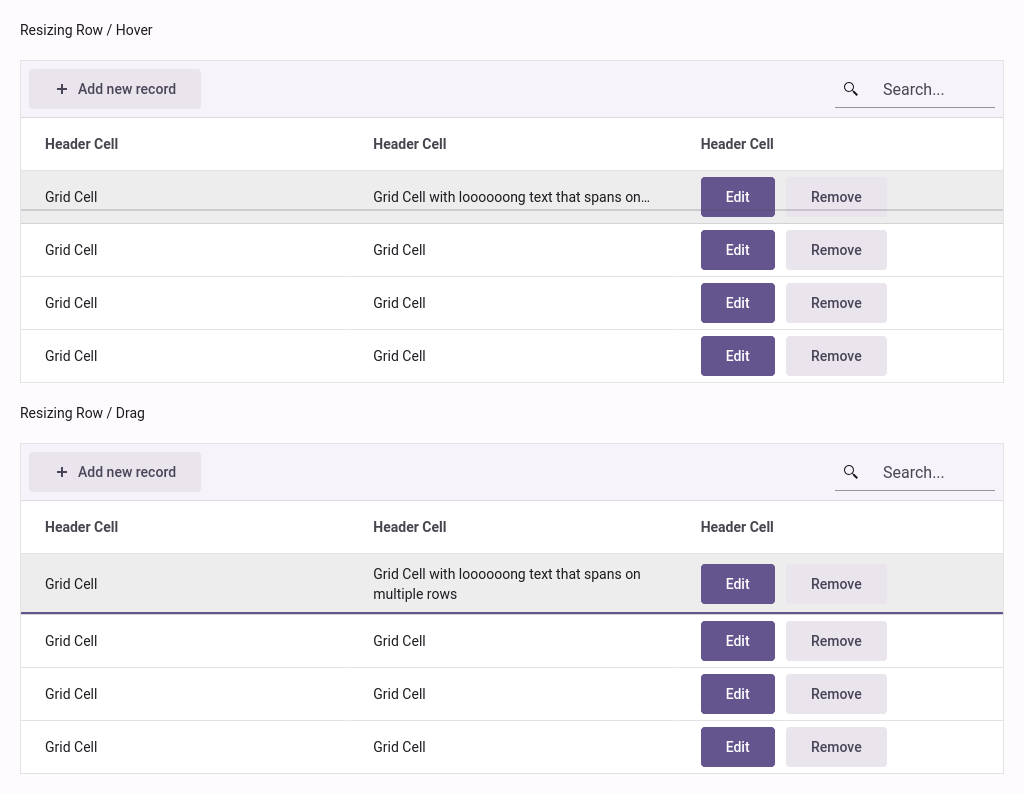 Resizing Row / Hover
Add new record Search...
Header Cell Header Cell Header Cell
Grid Cell Grid Cell with loooooong text that spans on… Edit Remove
Grid Cell Grid Cell Edit Remove
Grid Cell Grid Cell Edit Remove
Grid Cell Grid Cell Edit Remove
Resizing Row / Drag
Add new record Search...
Header Cell Header Cell Header Cell
Grid Cell Grid Cell with loooooong text that spans on Edit Remove
multiple rows
Grid Cell Grid Cell Edit Remove
Grid Cell Grid Cell Edit Remove
Grid Cell Grid Cell Edit Remove